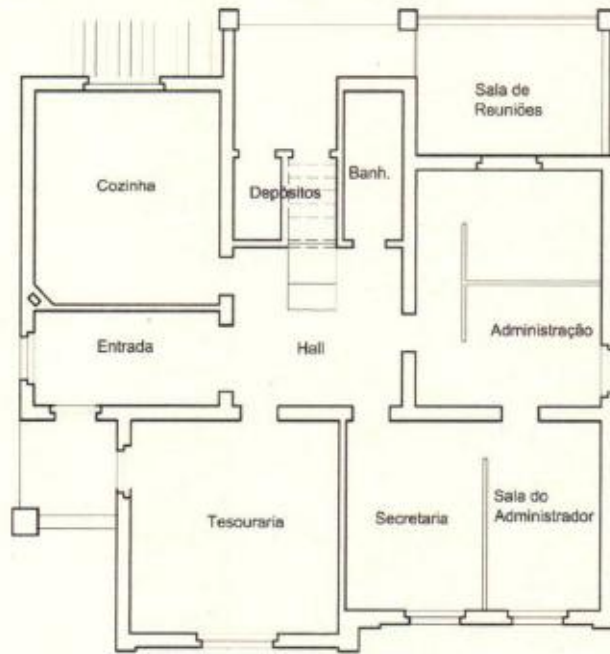 Sala de
Reuniões
Cozinha
Depósitos
Banh.
Entrada
Hall
Administração
Tesouraria
Secretaria
Sala do
Administrador